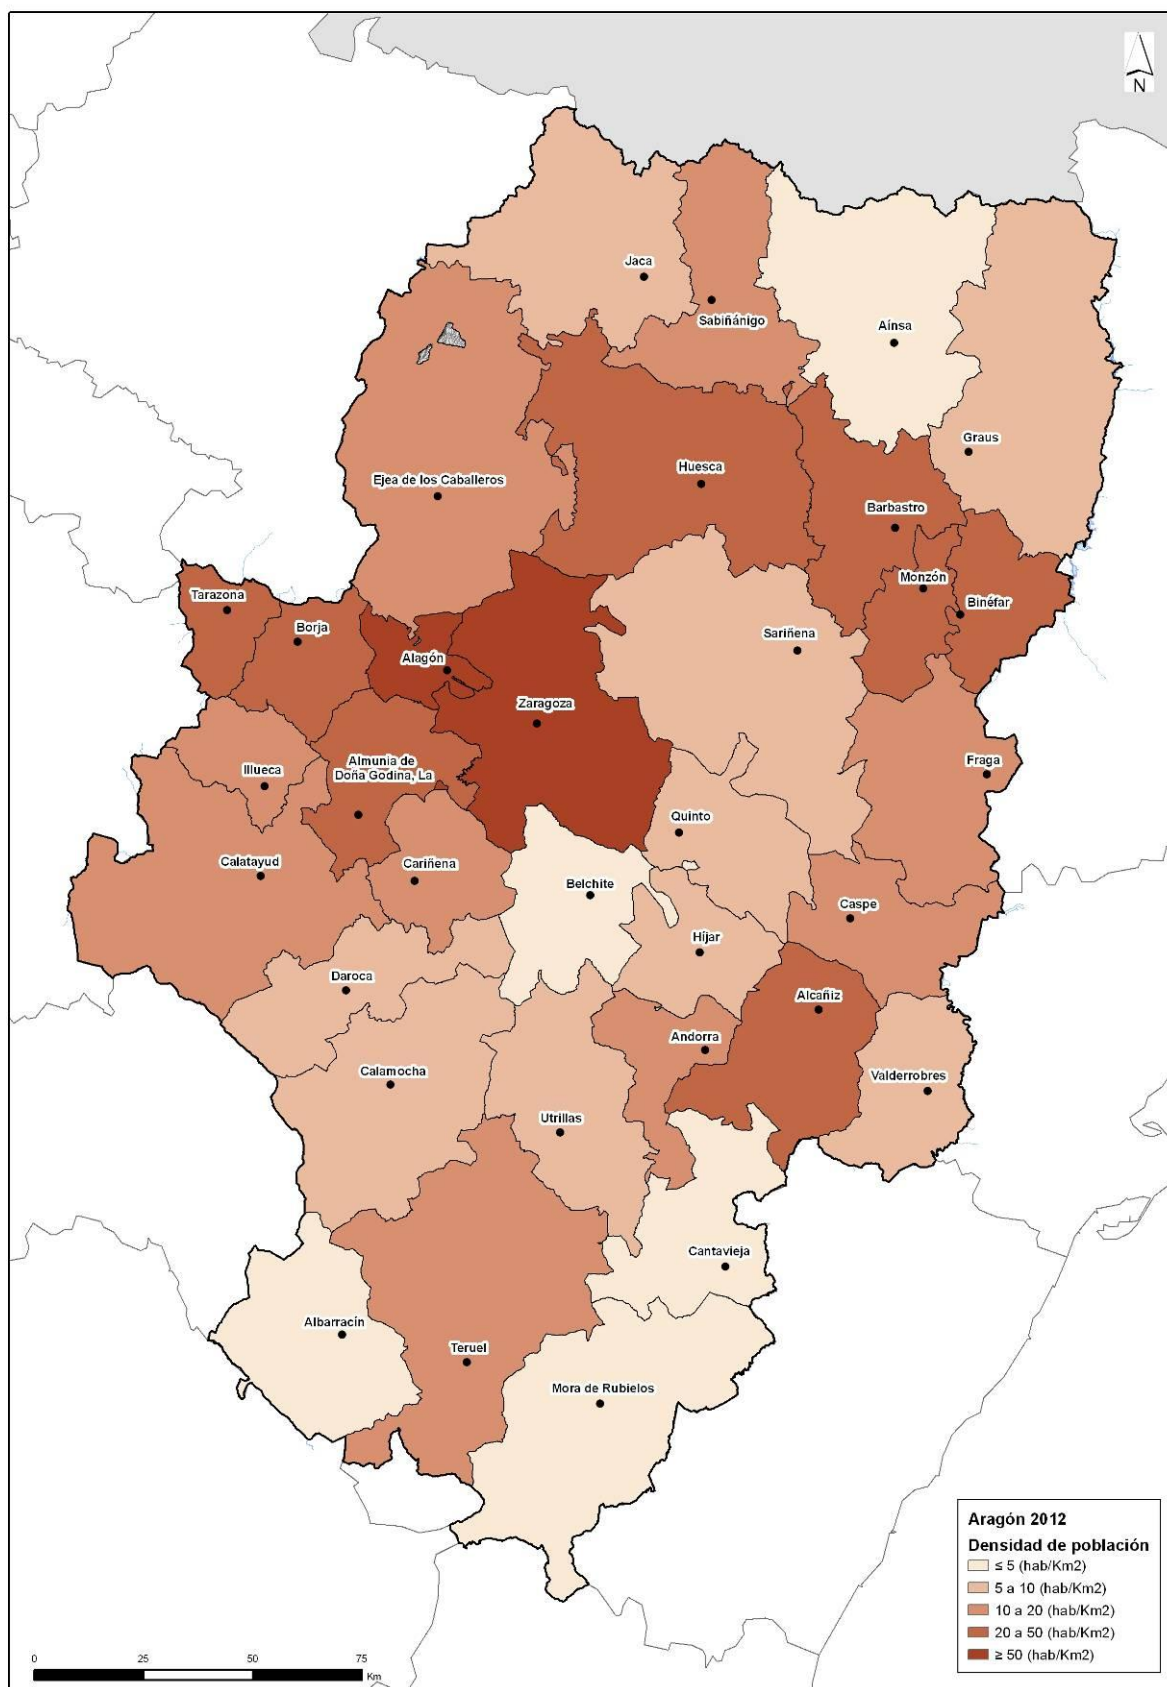 N
Jaca
Sabiñánigo
Aínsa
Graus
Ejea de los Caballeros
Huesca
Barbastro
Monzón
Binéfar
Tarazona
Borja
Alagón
Sariñena
Zaragoza
Illueca
Almunia de
Doña Godina, La
Fraga
Quinto
Calatayud
Cariñena
Belchite
Caspe
Híjar
Daroca
Alcañiz
Andorra
Calamocha
Valderrobres
Utrillas
Cantavieja
Albarracín
Teruel
Mora de Rubielos
Aragón 2012
Densidad de población
≤ 5 (hab/Km2)
5 a 10 (hab/Km2)
10 a 20 (hab/Km2)
20 a 50 (hab/Km2)
≥ 50 (hab/Km2)
0 25 50 75
Km